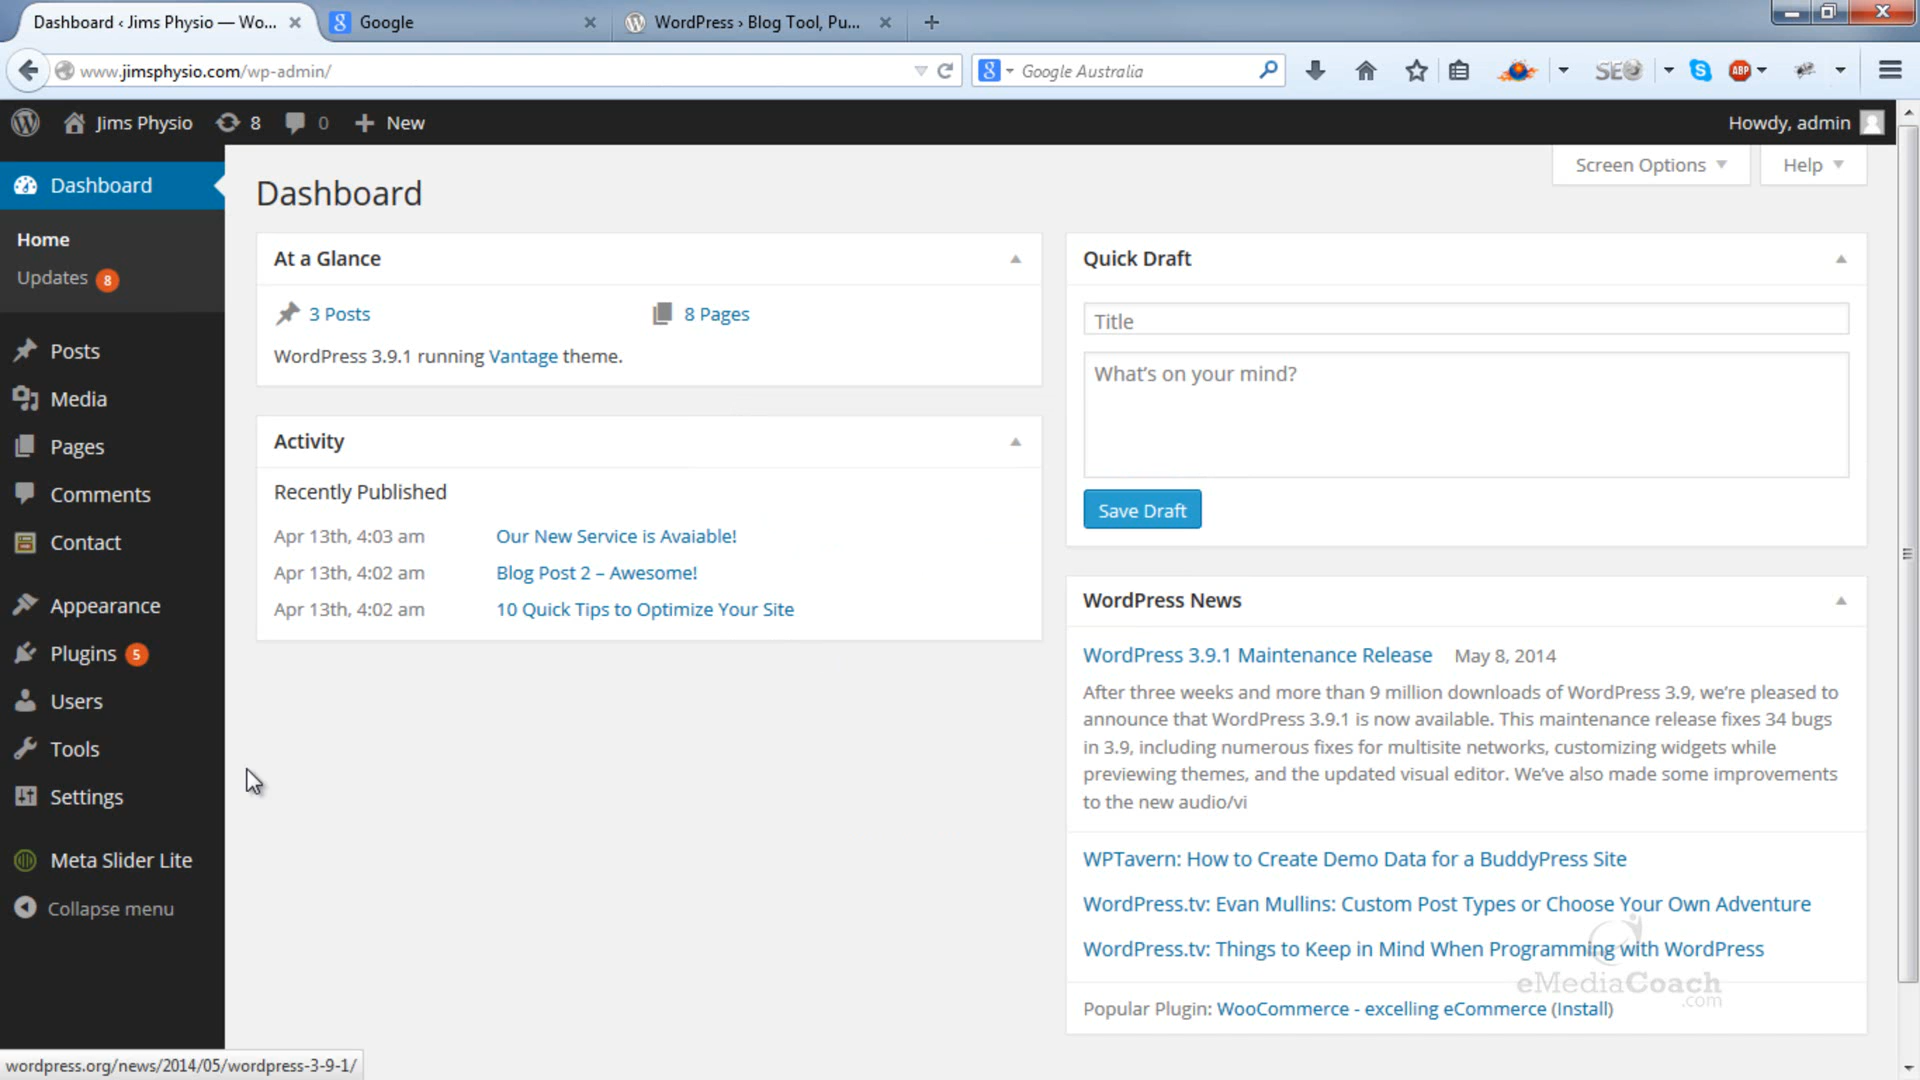 Dashboard ‹ Jims Physio — Wo...
Google
WordPress › Blog Tool, Pu...
www.jimsphysio.com/wp-admin/
Google Australia
SEO
ABP
Jims Physio
8
0
New
Howdy, admin
Screen Options
Help
Dashboard
Home
Updates 8
Posts
Media
Pages
Comments
Contact
Appearance
Plugins 5
Users
Tools
Settings
Meta Slider Lite
Collapse menu
Dashboard
At a Glance
3 Posts
8 Pages
WordPress 3.9.1 running Vantage theme.
Activity
Recently Published
Apr 13th, 4:03 am Our New Service is Avaiable!
Apr 13th, 4:02 am Blog Post 2 – Awesome!
Apr 13th, 4:02 am 10 Quick Tips to Optimize Your Site
Quick Draft
Title
What's on your mind?
Save Draft
WordPress News
WordPress 3.9.1 Maintenance Release May 8, 2014
After three weeks and more than 9 million downloads of WordPress 3.9, we're pleased to
announce that WordPress 3.9.1 is now available. This maintenance release fixes 34 bugs
in 3.9, including numerous fixes for multisite networks, customizing widgets while
previewing themes, and the updated visual editor. We've also made some improvements
to the new audio/vi
WPTavern: How to Create Demo Data for a BuddyPress Site
WordPress.tv: Evan Mullins: Custom Post Types or Choose Your Own Adventure
WordPress.tv: Things to Keep in Mind When Programming with WordPress
eMediaCoach
.com
Popular Plugin: WooCommerce - excelling eCommerce (Install)
wordpress.org/news/2014/05/wordpress-3-9-1/